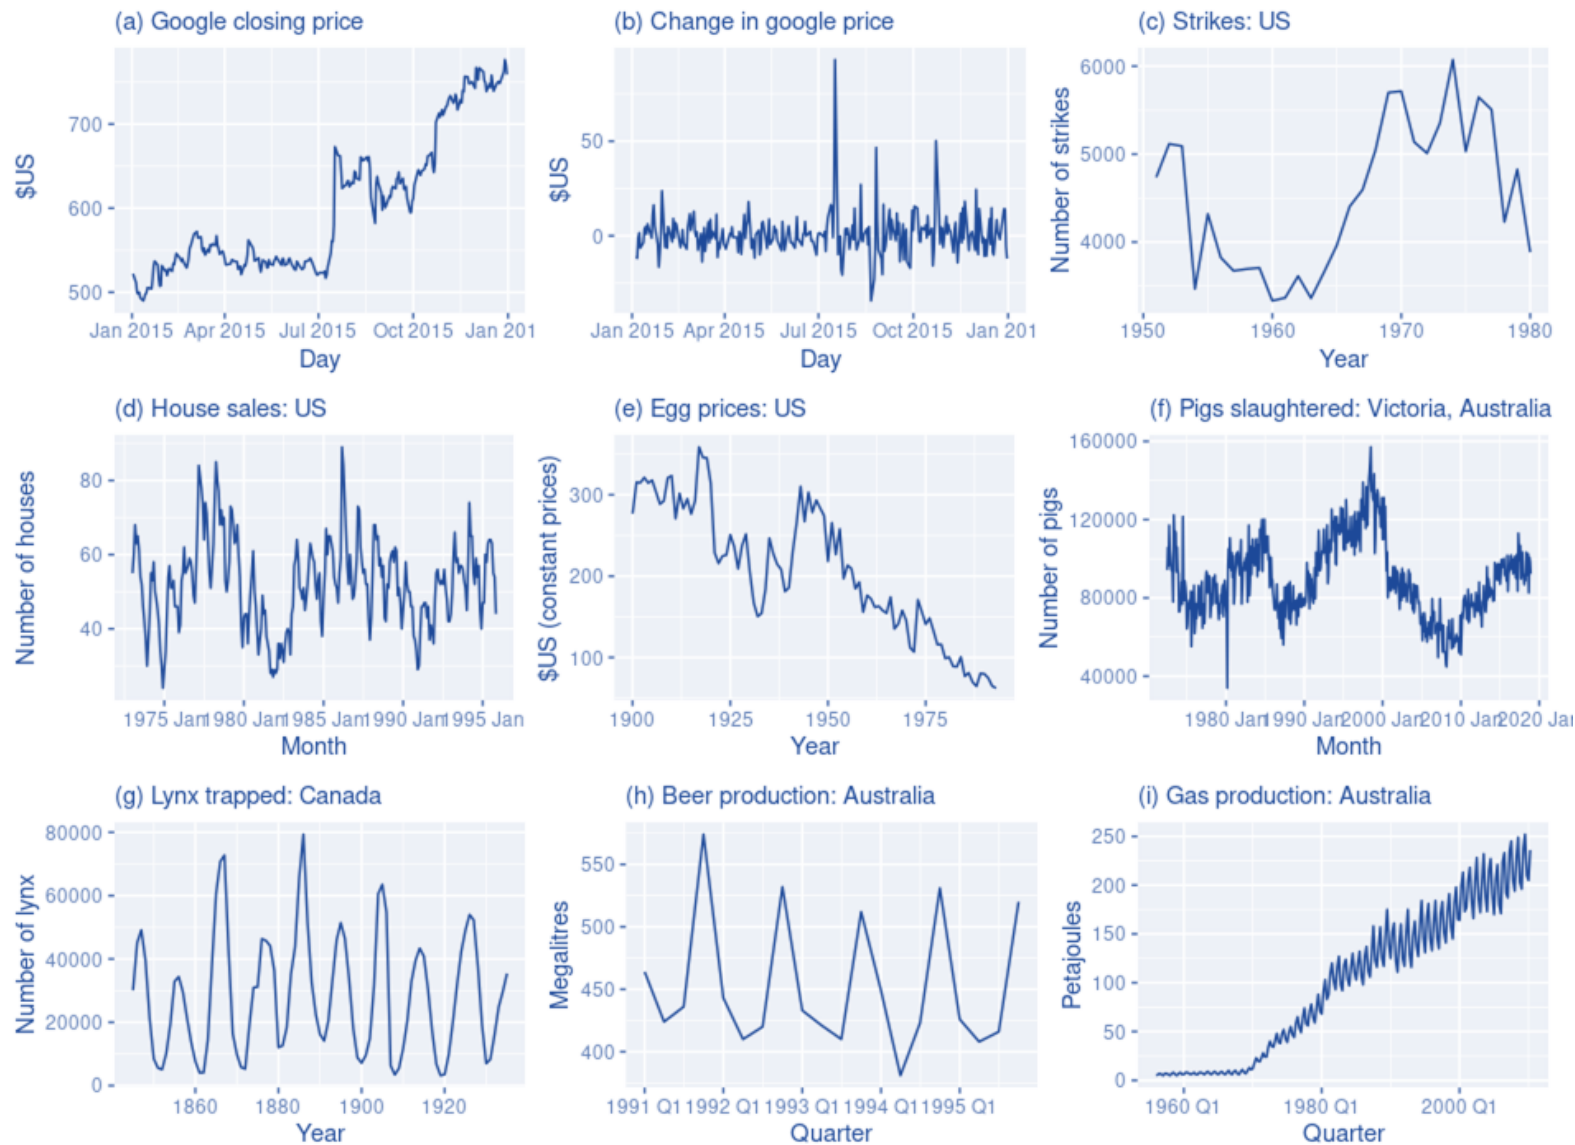 (a) Google closing price
(b) Change in google price
(c) Strikes: US
$US
700
600
500
Jan 2015 Apr 2015 Jul 2015 Oct 2015 Jan 201
Day
$US
50
0
Jan 2015 Apr 2015 Jul 2015 Oct 2015 Jan 201
Day
Number of strikes
6000
5000
4000
1950 1960 1970 1980
Year
(d) House sales: US
(e) Egg prices: US
(f) Pigs slaughtered: Victoria, Australia
Number of houses
80
60
40
1975 Jan 1980 Jan 1985 Jan 1990 Jan 1995 Jan
Month
$US (constant prices)
300
200
100
1900 1925 1950 1975
Year
Number of pigs
160000
120000
80000
40000
1980 Jan 1990 Jan 2000 Jan 2010 Jan 2020 Jan
Month
(g) Lynx trapped: Canada
(h) Beer production: Australia
(i) Gas production: Australia
Number of lynx
80000
60000
40000
20000
0
1860 1880 1900 1920
Year
Megalitres
550
500
450
400
1991 Q1 1992 Q1 1993 Q1 1994 Q1 1995 Q1
Quarter
Petajoules
250
200
150
100
50
0
1960 Q1 1980 Q1 2000 Q1
Quarter